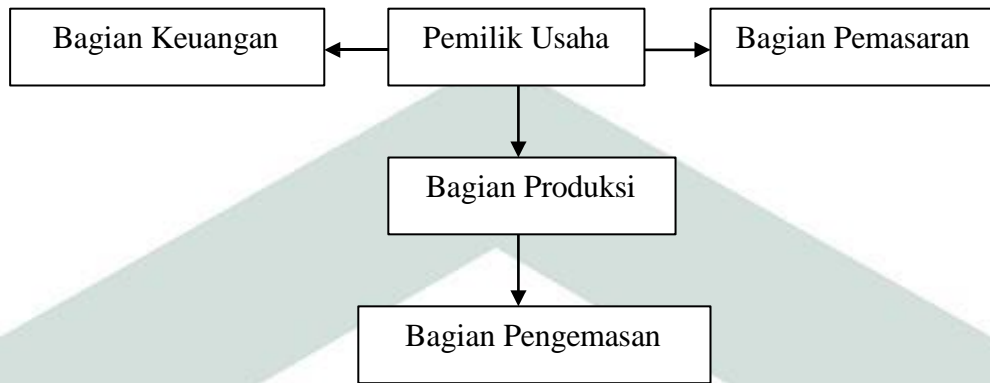 Bagian Keuangan
Pemilik Usaha
Bagian Pemasaran
Bagian Produksi
Bagian Pengemasan